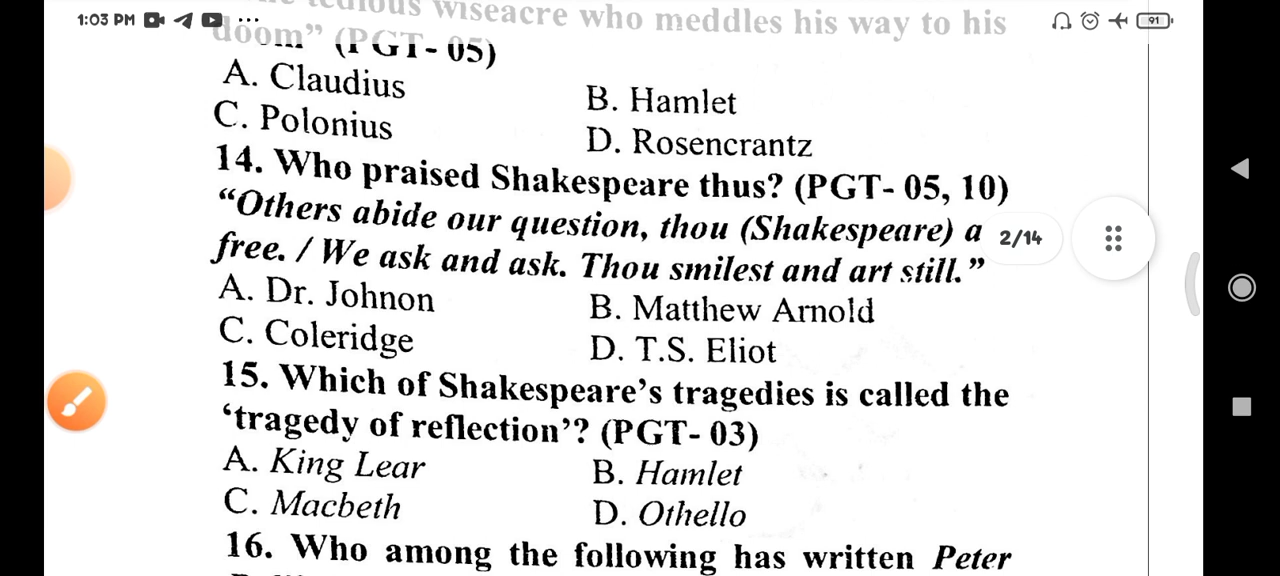 1:03 PM ...
91
tedious wiseacre who meddles his way to his
doom” (PGT- 05)
A. Claudius
B. Hamlet
C. Polonius
D. Rosencrantz
14. Who praised Shakespeare thus? (PGT- 05, 10)
“Others abide our question, thou (Shakespeare) a
free. / We ask and ask. Thou smilest and art still.”
2/14
A. Dr. Johnon
B. Matthew Arnold
C. Coleridge
D. T.S. Eliot
15. Which of Shakespeare’s tragedies is called the
‘tragedy of reflection’? (PGT- 03)
A. King Lear
B. Hamlet
C. Macbeth
D. Othello
16. Who among the following has written Peter